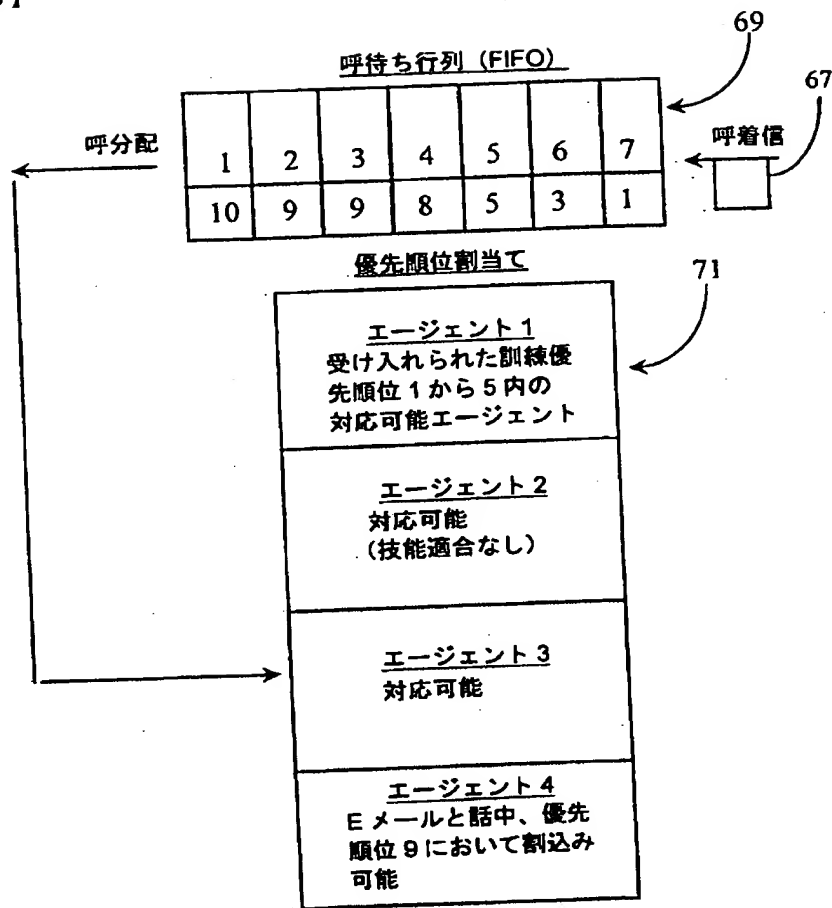 69
呼待ち行列 (FIFO)
67
呼分配
呼着信
1 2 3 4 5 6 7
10 9 9 8 5 3 1
優先順位割当て
71
エージェント 1
受け入れられた訓練優
先順位 1 から 5 内の
対応可能エージェント
エージェント 2
対応可能
(技能適合なし)
エージェント 3
対応可能
エージェント 4
E メールと話中、優先
順位 9 において割込み
可能